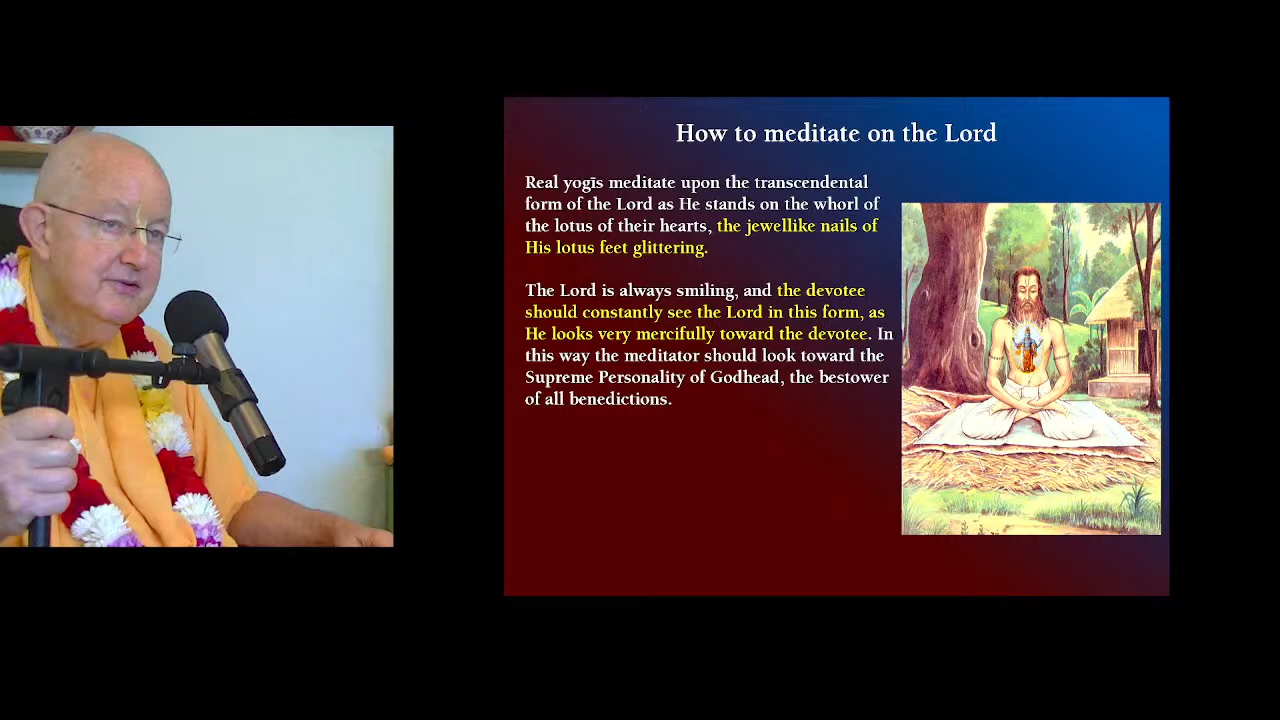 How to meditate on the Lord
Real yogīs meditate upon the transcendental
form of the Lord as He stands on the whorl of
the lotus of their hearts, the jewellike nails of
His lotus feet glittering.
The Lord is always smiling, and the devotee
should constantly see the Lord in this form, as
He looks very mercifully toward the devotee. In
this way the meditator should look toward the
Supreme Personality of Godhead, the bestower
of all benedictions.